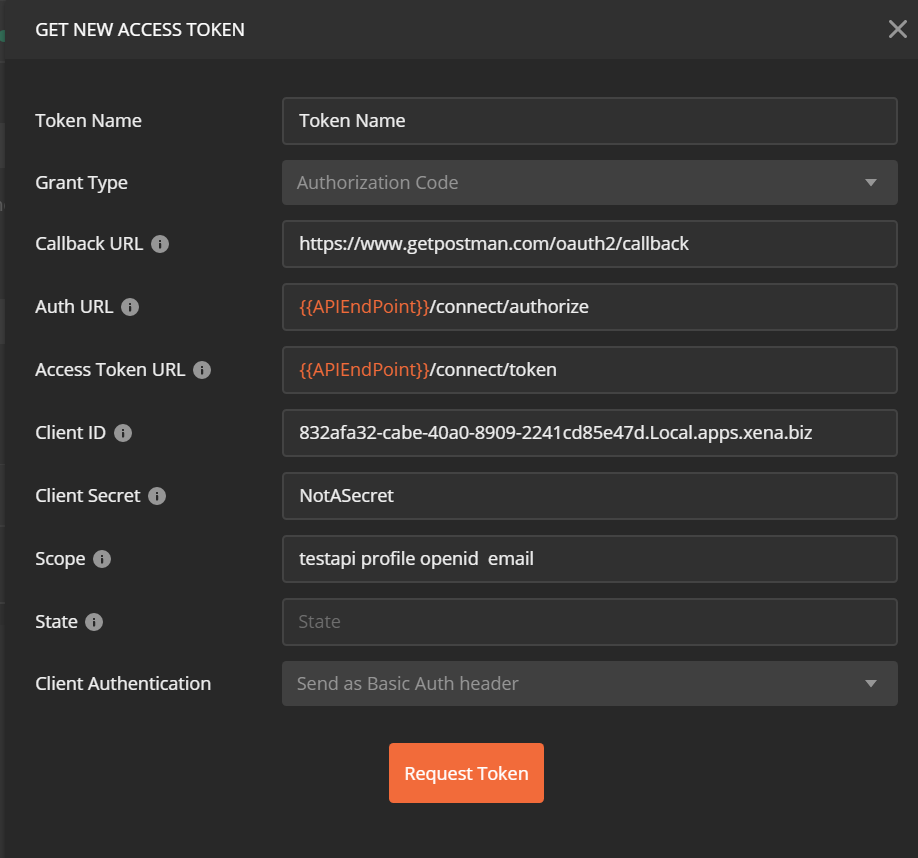 GET NEW ACCESS TOKEN
Token Name Token Name
Grant Type Authorization Code
Callback URL https://www.getpostman.com/oauth2/callback
Auth URL {{APIEndPoint}}/connect/authorize
Access Token URL {{APIEndPoint}}/connect/token
Client ID 832afa32-cabe-40a0-8909-2241cd85e47d.Local.apps.xena.biz
Client Secret NotASecret
Scope testapi profile openid  email
State State
Client Authentication Send as Basic Auth header
Request Token